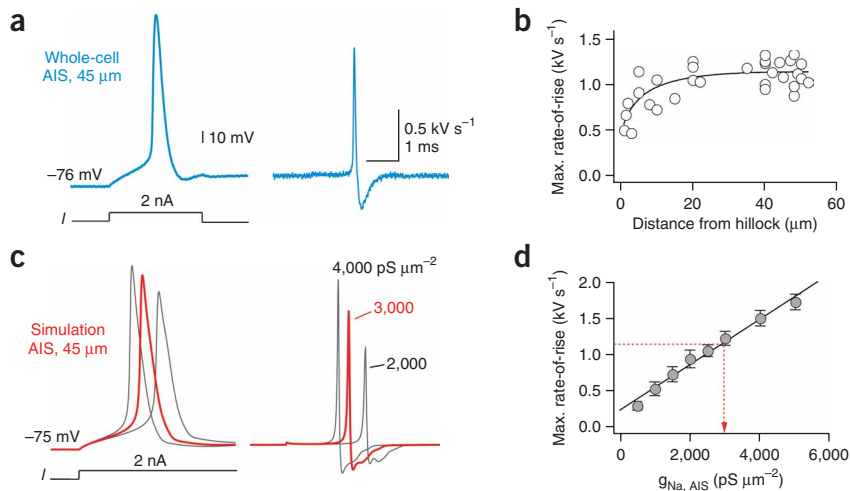 a
Whole-cell
AIS, 45 μm
10 mV
0.5 kV s⁻¹
1 ms
–76 mV
2 nA
I
b
Max. rate-of-rise (kV s⁻¹)
1.5
1.0
0.5
0.0
0
20
40
60
Distance from hillock (μm)
c
4,000 pS μm⁻²
3,000
2,000
Simulation
AIS, 45 μm
–75 mV
2 nA
I
d
Max. rate-of-rise (kV s⁻¹)
2.0
1.5
1.0
0.5
0.0
0
2,000
4,000
6,000
gNa, AIS (pS μm⁻²)